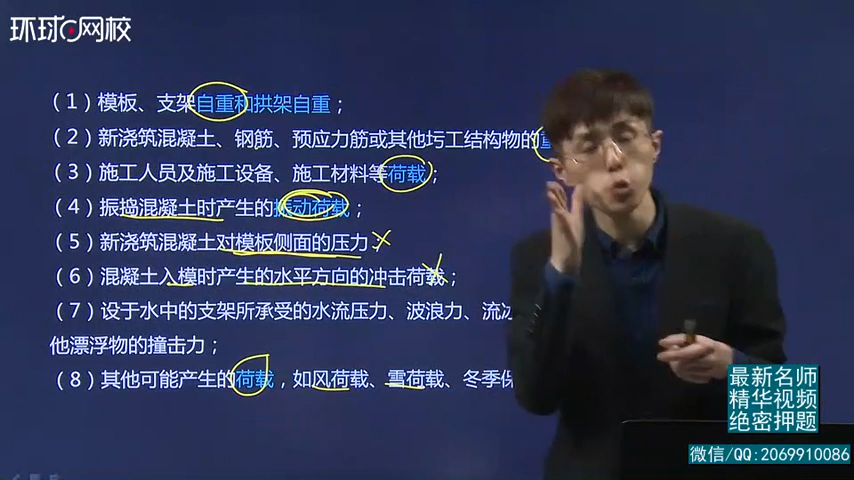 环球网校
（1）模板、支架自重和拱架自重；
（2）新浇筑混凝土、钢筋、预应力筋或其他圬工结构物的
（3）施工人员及施工设备、施工材料等荷载；
（4）振捣混凝土时产生的振动荷载；
（5）新浇筑混凝土对模板侧面的压力；
（6）混凝土入模时产生的水平方向的冲击荷载；
（7）设于水中的支架所承受的水流压力、波浪力、流冰
他漂浮物的撞击力；
（8）其他可能产生的荷载，如风荷载、雪荷载、冬季保
最新名师
精华视频
绝密押题
微信/QQ:2069910086